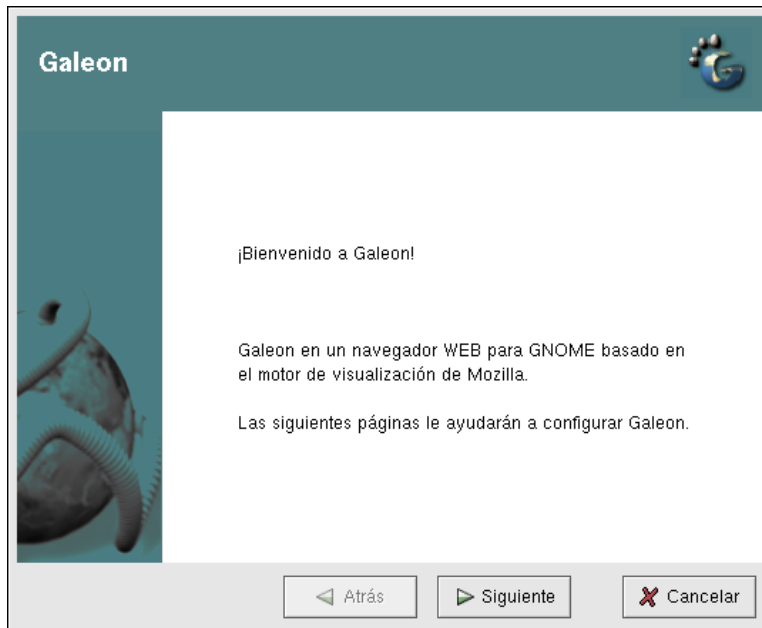 Galeon
¡Bienvenido a Galeon!
Galeon en un navegador WEB para GNOME basado en
el motor de visualización de Mozilla.
Las siguientes páginas le ayudarán a configurar Galeon.
Atrás
Siguiente
Cancelar